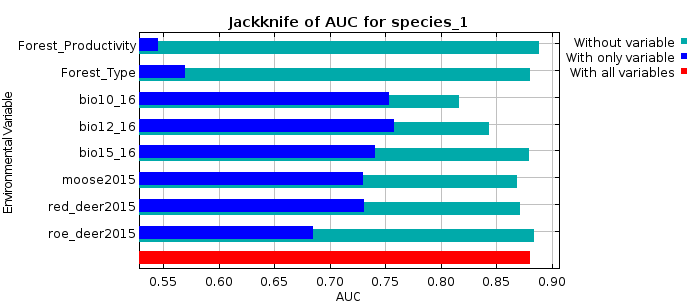 Jackknife of AUC for species_1
Without variable
With only variable
With all variables
Environmental Variable
Forest_Productivity
Forest_Type
bio10_16
bio12_16
bio15_16
moose2015
red_deer2015
roe_deer2015
0.55 0.60 0.65 0.70 0.75 0.80 0.85 0.90
AUC